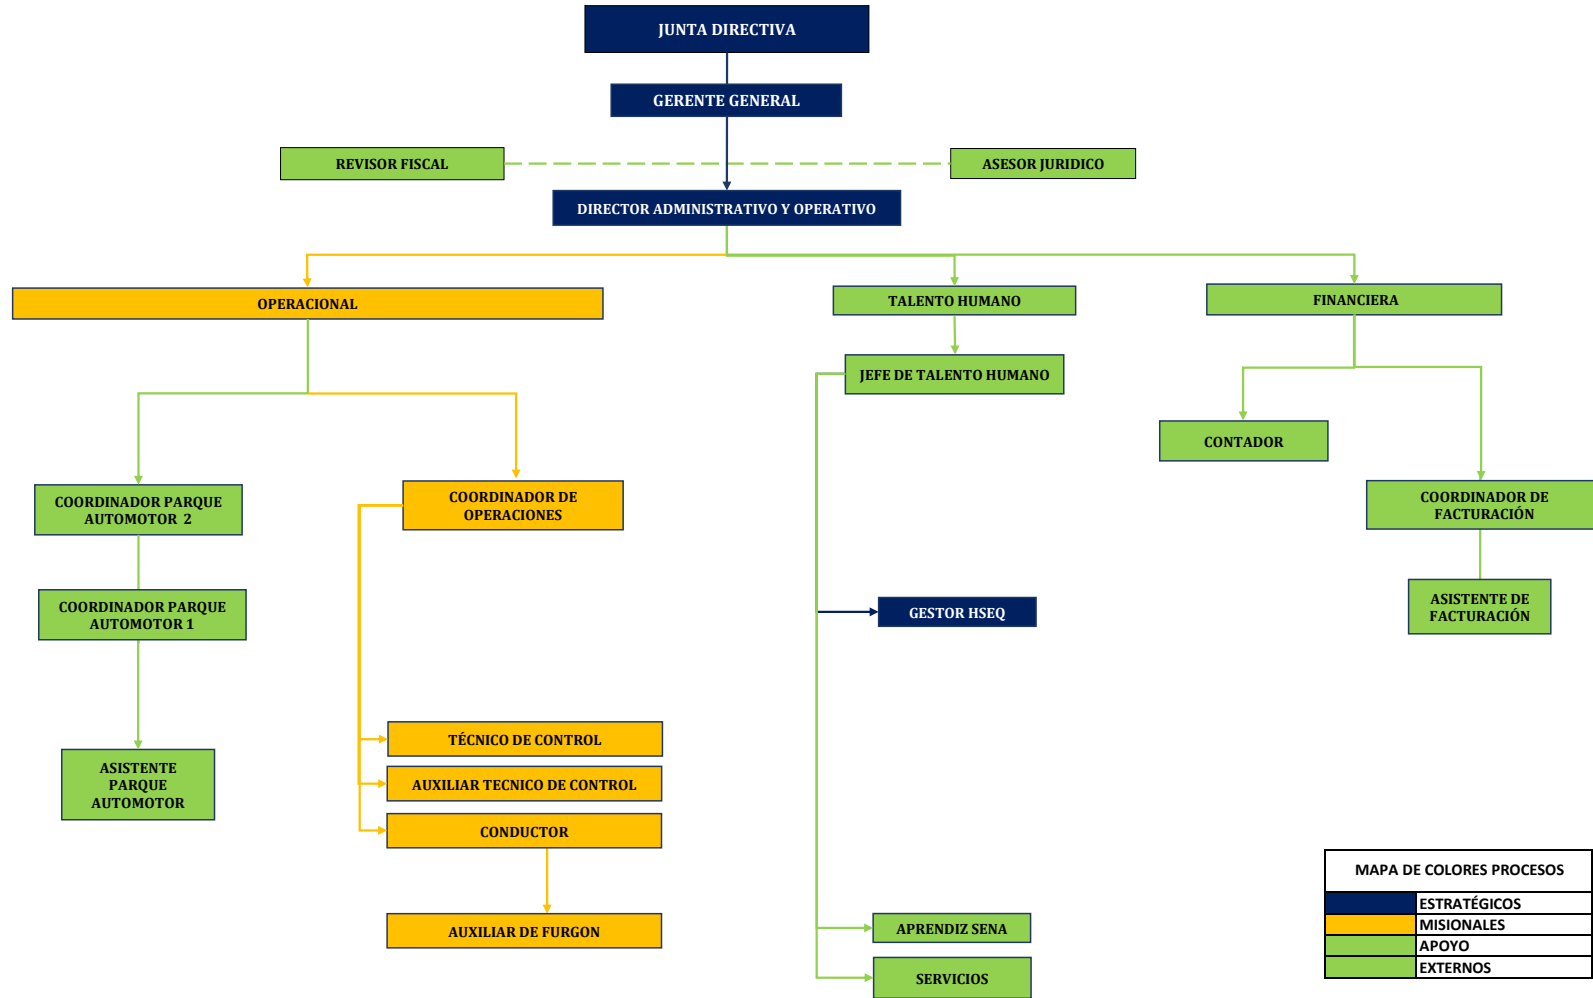 JUNTA DIRECTIVA
GERENTE GENERAL
REVISOR FISCAL
ASESOR JURIDICO
DIRECTOR ADMINISTRATIVO Y OPERATIVO
OPERACIONAL
TALENTO HUMANO
FINANCIERA
JEFE DE TALENTO HUMANO
CONTADOR
COORDINADOR PARQUE
AUTOMOTOR 2
COORDINADOR DE
OPERACIONES
COORDINADOR DE
FACTURACIÓN
COORDINADOR PARQUE
AUTOMOTOR 1
GESTOR HSEQ
ASISTENTE DE
FACTURACIÓN
TÉCNICO DE CONTROL
ASISTENTE
PARQUE
AUTOMOTOR
AUXILIAR TECNICO DE CONTROL
CONDUCTOR
AUXILIAR DE FURGON
APRENDIZ SENA
SERVICIOS
MAPA DE COLORES PROCESOS
ESTRATÉGICOS
MISIONALES
APOYO
EXTERNOS